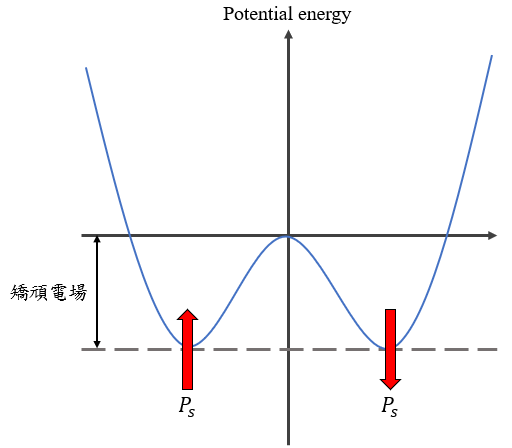 Potential energy
矯頑電場
Pₛ
Pₛ